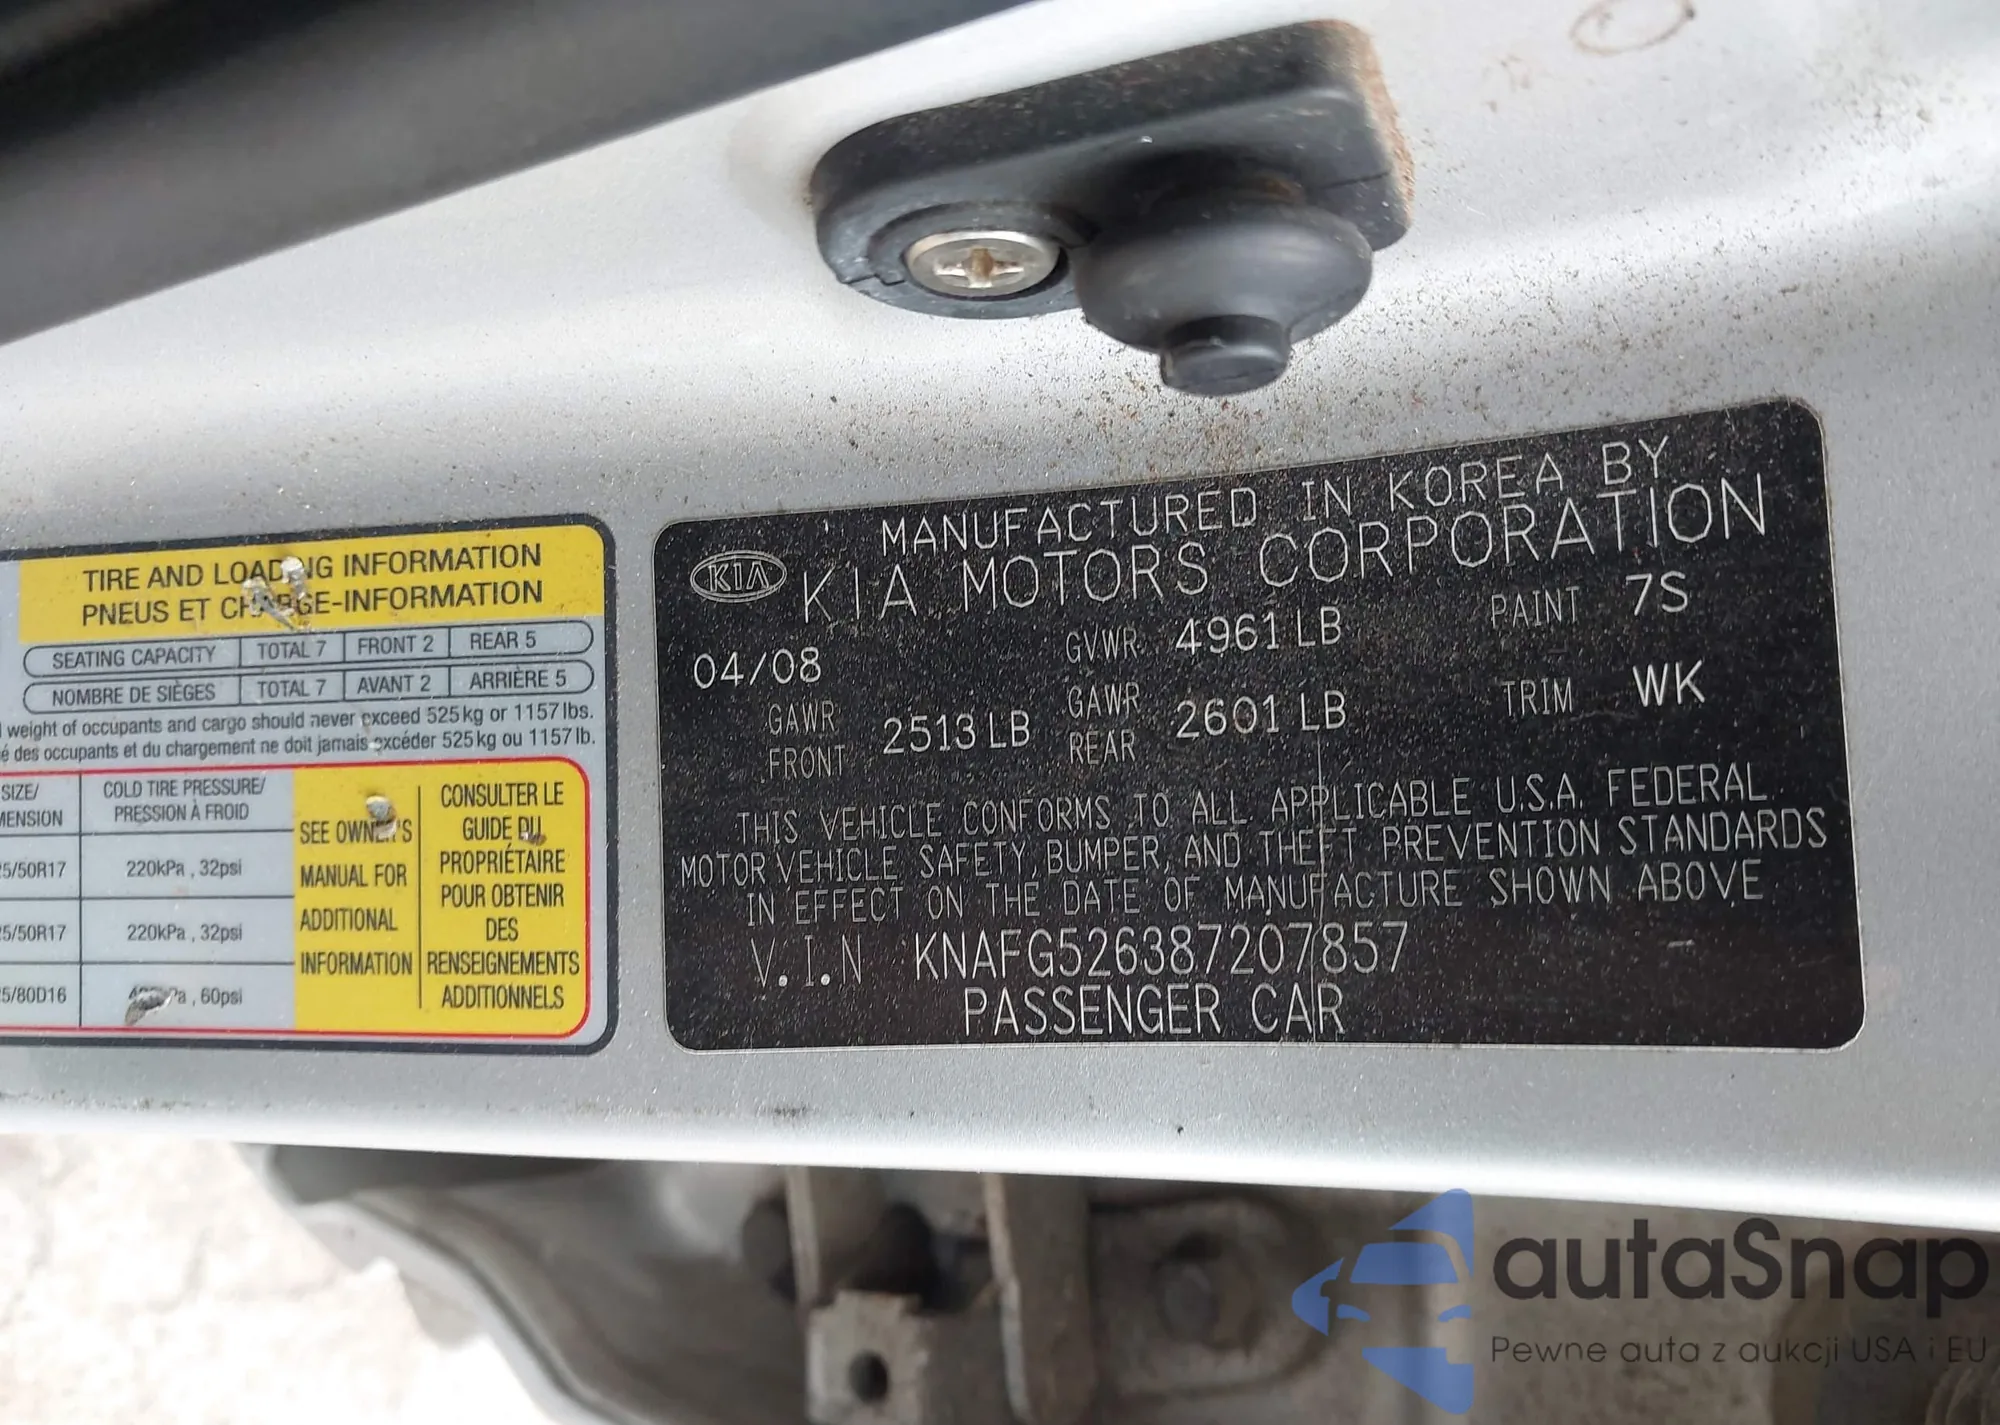 TIRE AND LOADING INFORMATION
PNEUS ET CHARGE-INFORMATION
SEATING CAPACITY TOTAL 7 FRONT 2 REAR 5
NOMBRE DE SIÈGES TOTAL 7 AVANT 2 ARRIÈRE 5
weight of occupants and cargo should never exceed 525kg or 1157 lbs.
des occupants et du chargement ne doit jamais excéder 525kg ou 1157 lb.
SIZE/ COLD TIRE PRESSURE/
PRESSION À FROID
5/50R17 220kPa , 32psi
5/50R17 220kPa , 32psi
5/80D16 , 60psi
SEE OWNER'S
MANUAL FOR
ADDITIONAL
INFORMATION
CONSULTER LE
GUIDE DU
PROPRIÉTAIRE
POUR OBTENIR
DES
RENSEIGNEMENTS
ADDITIONNELS
MANUFACTURED IN KOREA BY
KIA KIA MOTORS CORPORATION
04/08 GVWR 4961 LB PAINT 7S
GAWR FRONT 2513 LB GAWR REAR 2601 LB TRIM WK
THIS VEHICLE CONFORMS TO ALL APPLICABLE U.S.A. FEDERAL
MOTOR VEHICLE SAFETY, BUMPER, AND THEFT PREVENTION STANDARDS
IN EFFECT ON THE DATE OF MANUFACTURE SHOWN ABOVE.
V.I.N KNAFG526387207857
PASSENGER CAR
autaSnap
Pewne auta z aukcji USA i EU